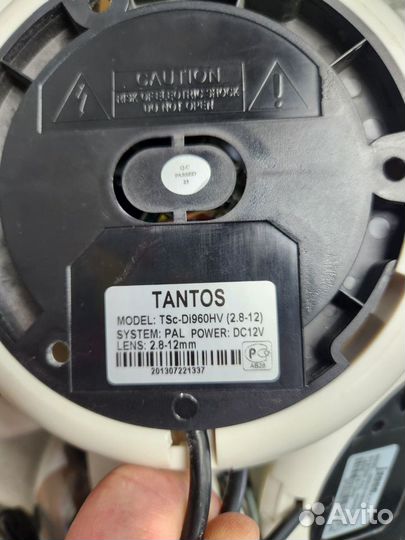 CAUTION
RISK OF ELECTRIC SHOCK
DO NOT OPEN
QC
PASSED
TANTOS
MODEL: TSc-Di960HV (2.8-12)
SYSTEM: PAL POWER: DC12V
LENS: 2.8-12mm
201307221337
Avito